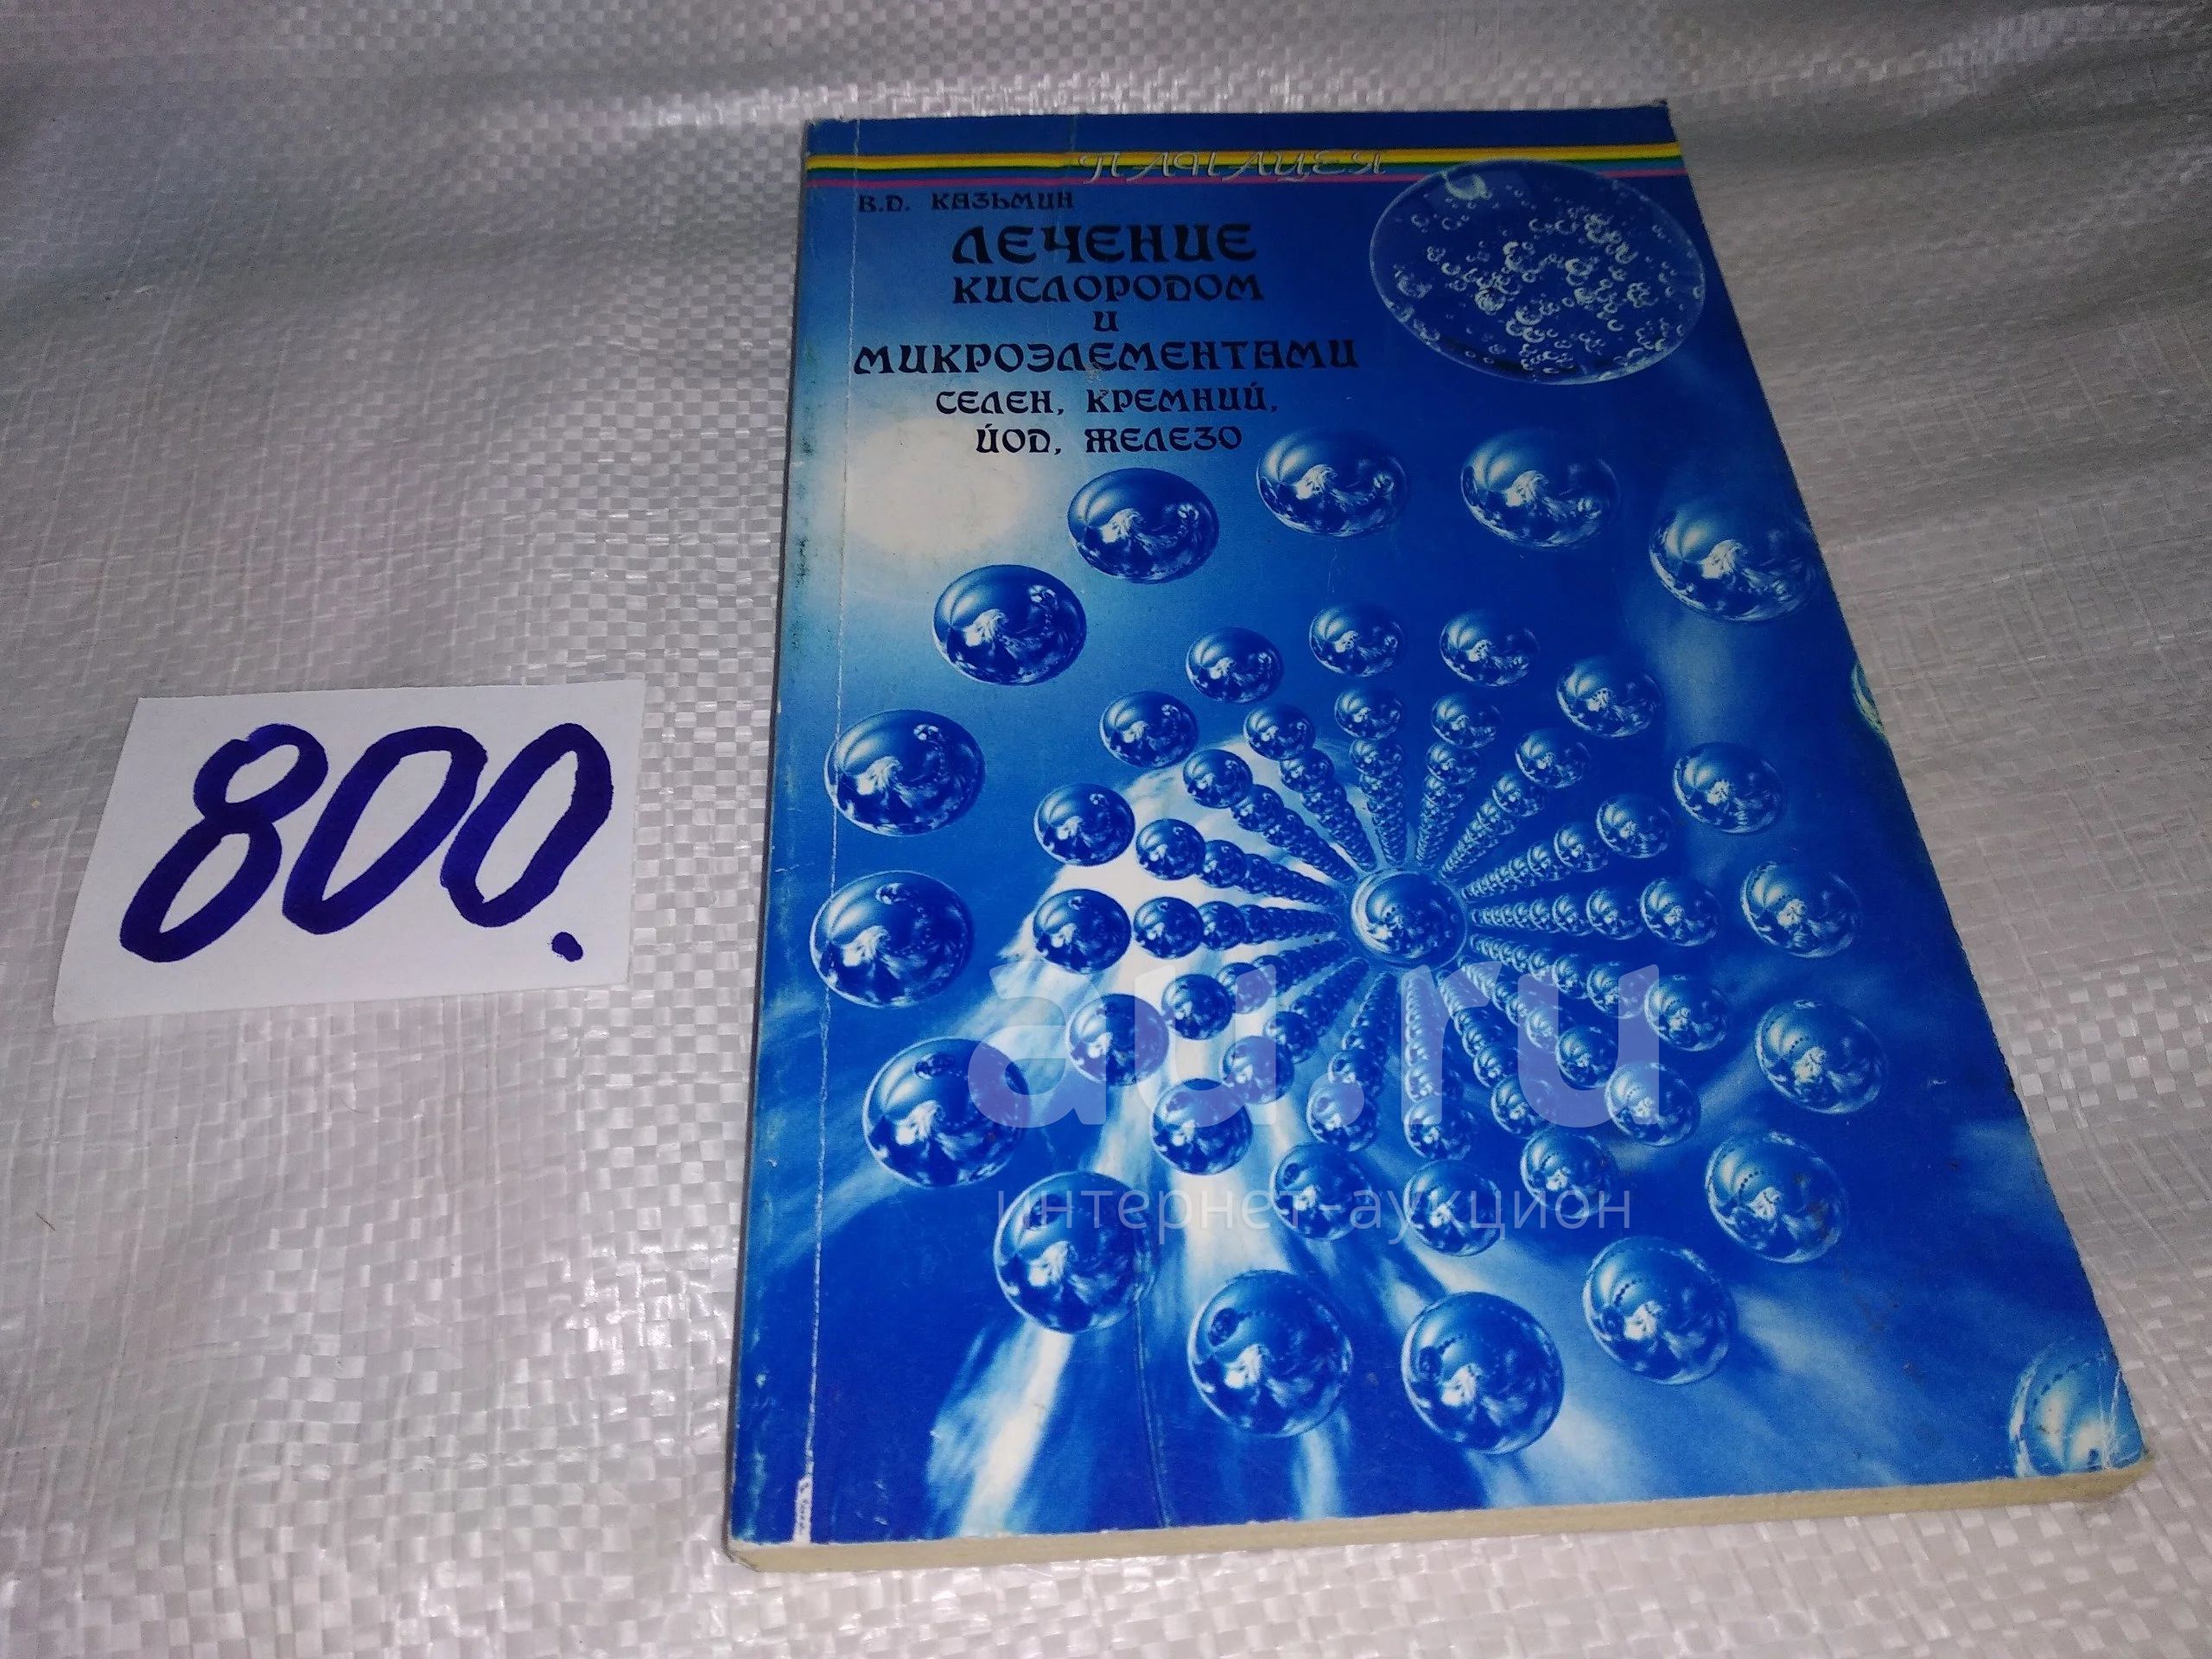 ПАНАЦЕЯ
В.Д. КАЗЬМИН
ЛЕЧЕНИЕ
КИСЛОРОДОМ
И
МИКРОЭЛЕМЕНТАМИ
СЕЛЕН, КРЕМНИЙ,
ЙОД, ЖЕЛЕЗО
800.
au.ru
интернет-аукцион